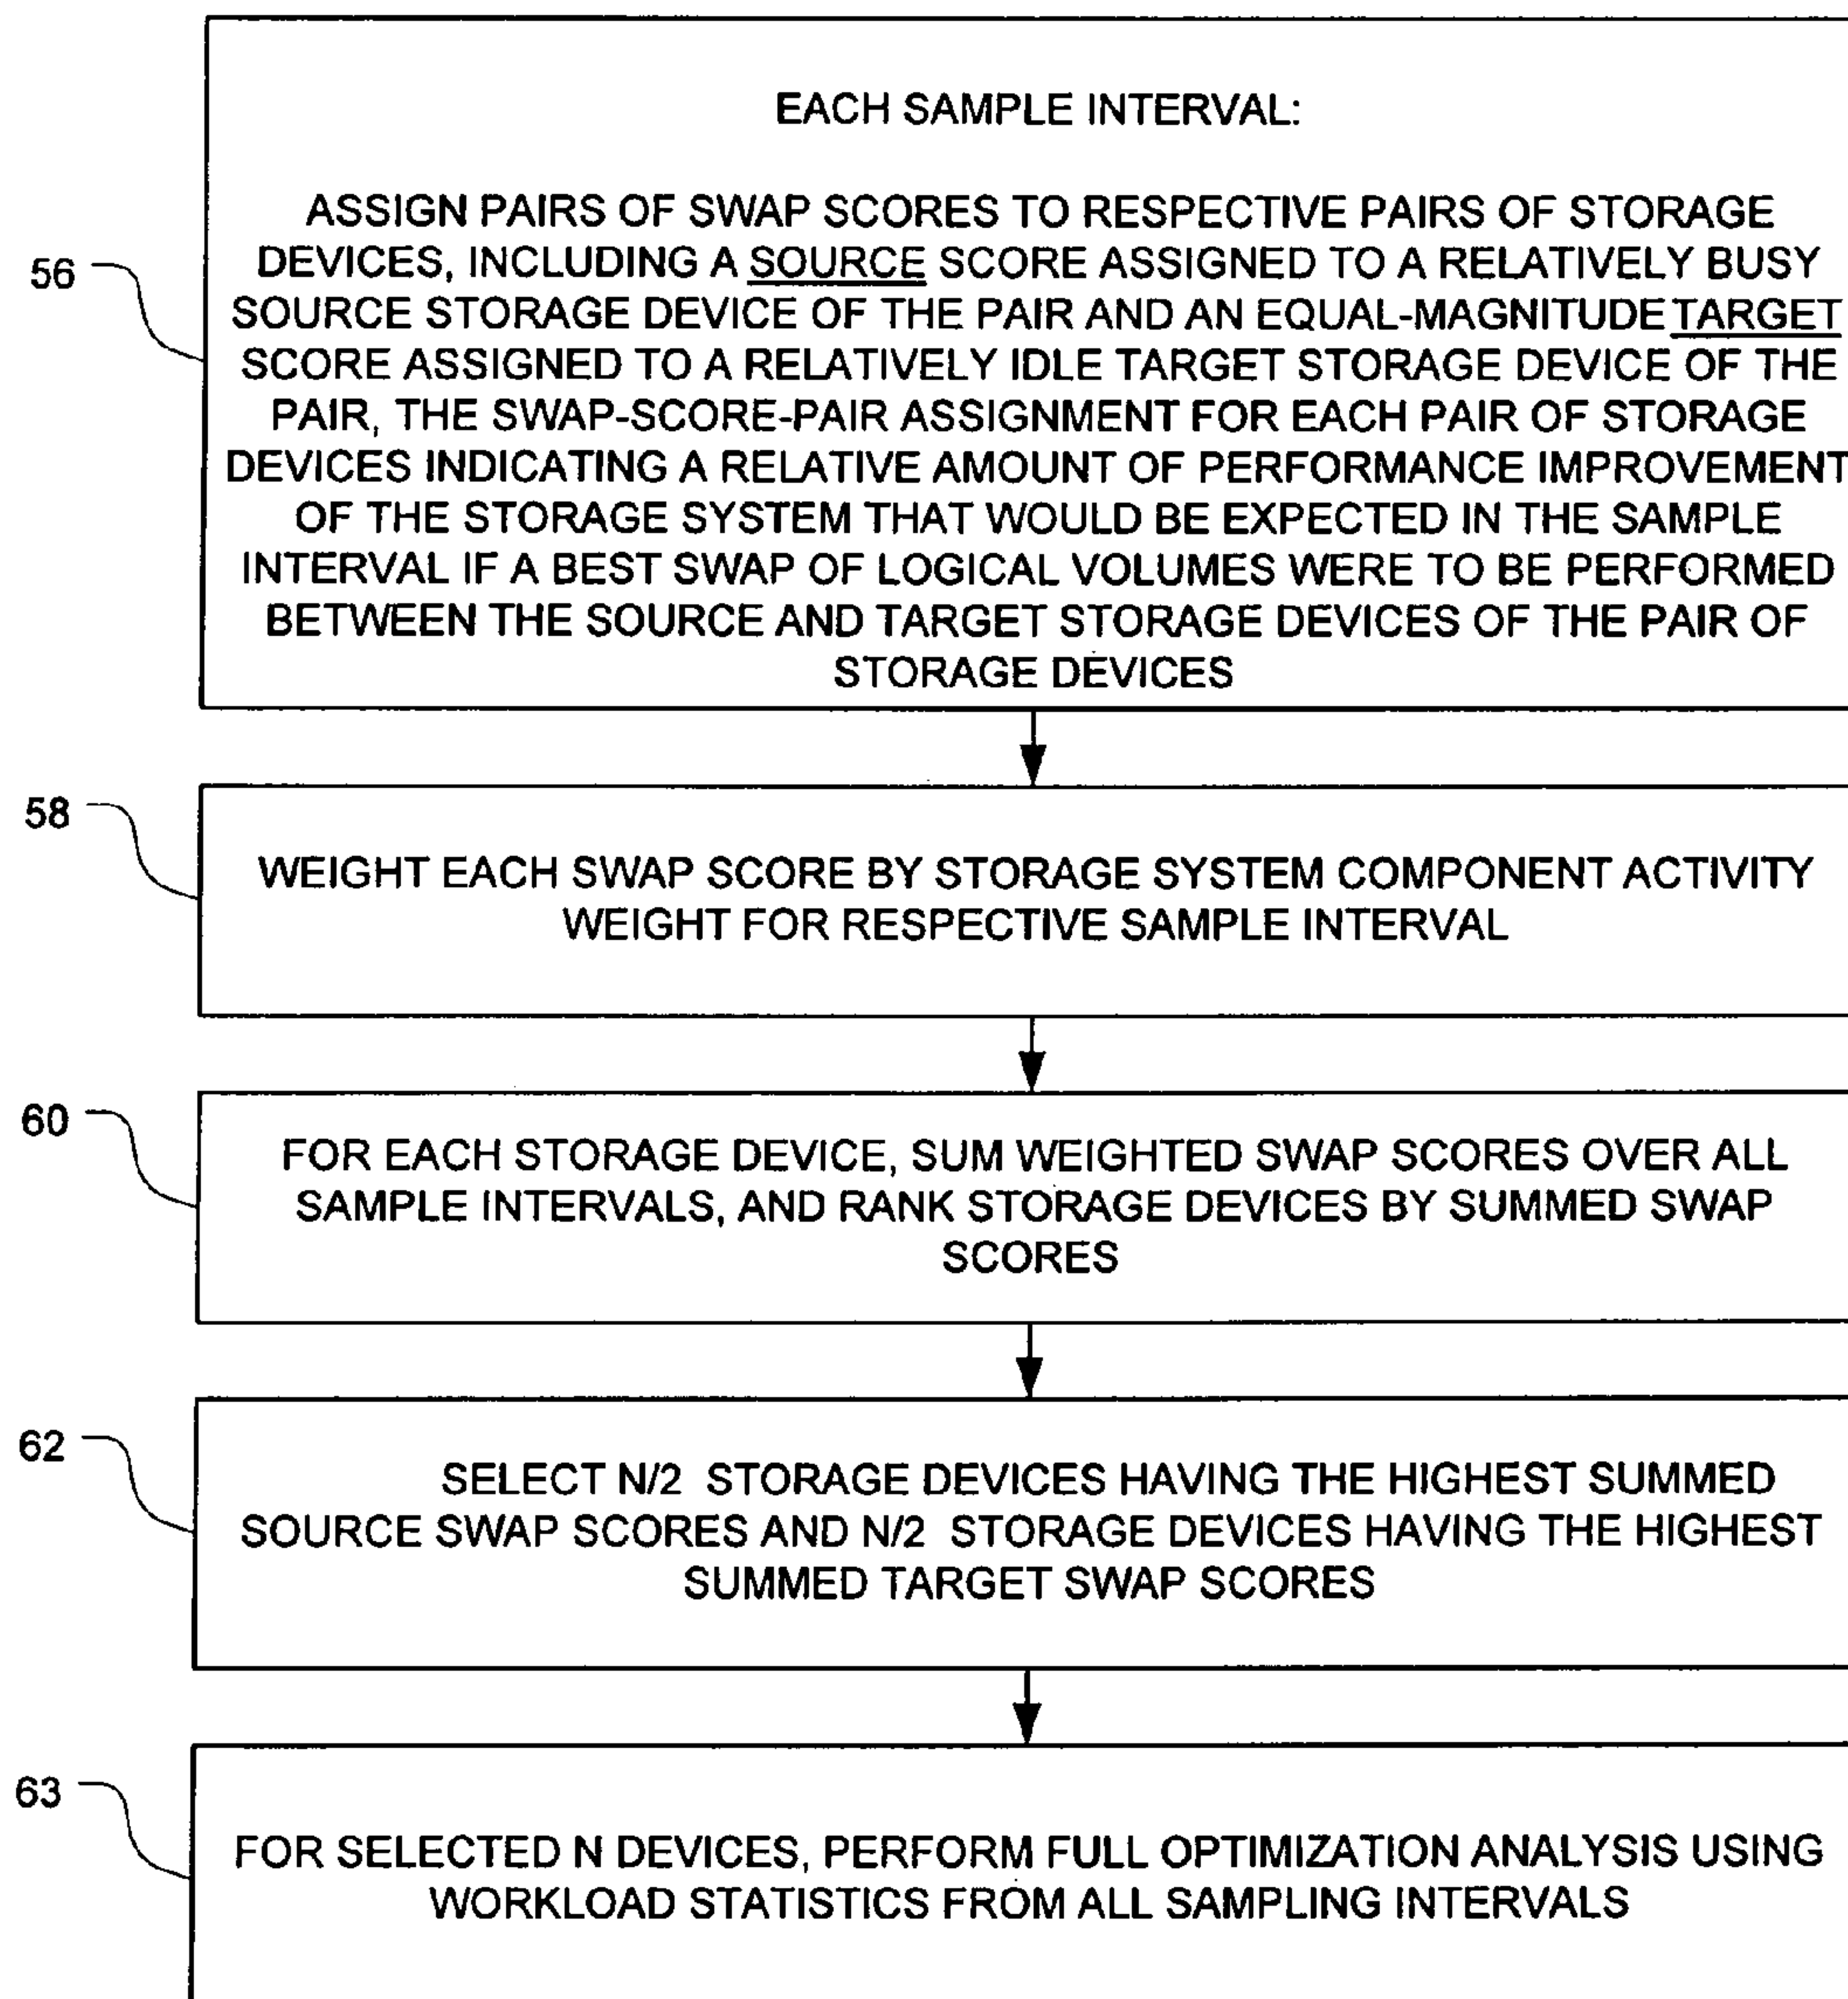 EACH SAMPLE INTERVAL:
56
ASSIGN PAIRS OF SWAP SCORES TO RESPECTIVE PAIRS OF STORAGE
DEVICES, INCLUDING A SOURCE SCORE ASSIGNED TO A RELATIVELY BUSY
SOURCE STORAGE DEVICE OF THE PAIR AND AN EQUAL-MAGNITUDE TARGET
SCORE ASSIGNED TO A RELATIVELY IDLE TARGET STORAGE DEVICE OF THE
PAIR, THE SWAP-SCORE-PAIR ASSIGNMENT FOR EACH PAIR OF STORAGE
DEVICES INDICATING A RELATIVE AMOUNT OF PERFORMANCE IMPROVEMENT
OF THE STORAGE SYSTEM THAT WOULD BE EXPECTED IN THE SAMPLE
INTERVAL IF A BEST SWAP OF LOGICAL VOLUMES WERE TO BE PERFORMED
BETWEEN THE SOURCE AND TARGET STORAGE DEVICES OF THE PAIR OF
STORAGE DEVICES
58
WEIGHT EACH SWAP SCORE BY STORAGE SYSTEM COMPONENT ACTIVITY
WEIGHT FOR RESPECTIVE SAMPLE INTERVAL
60
FOR EACH STORAGE DEVICE, SUM WEIGHTED SWAP SCORES OVER ALL
SAMPLE INTERVALS, AND RANK STORAGE DEVICES BY SUMMED SWAP
SCORES
62
SELECT N/2 STORAGE DEVICES HAVING THE HIGHEST SUMMED
SOURCE SWAP SCORES AND N/2 STORAGE DEVICES HAVING THE HIGHEST
SUMMED TARGET SWAP SCORES
63
FOR SELECTED N DEVICES, PERFORM FULL OPTIMIZATION ANALYSIS USING
WORKLOAD STATISTICS FROM ALL SAMPLING INTERVALS